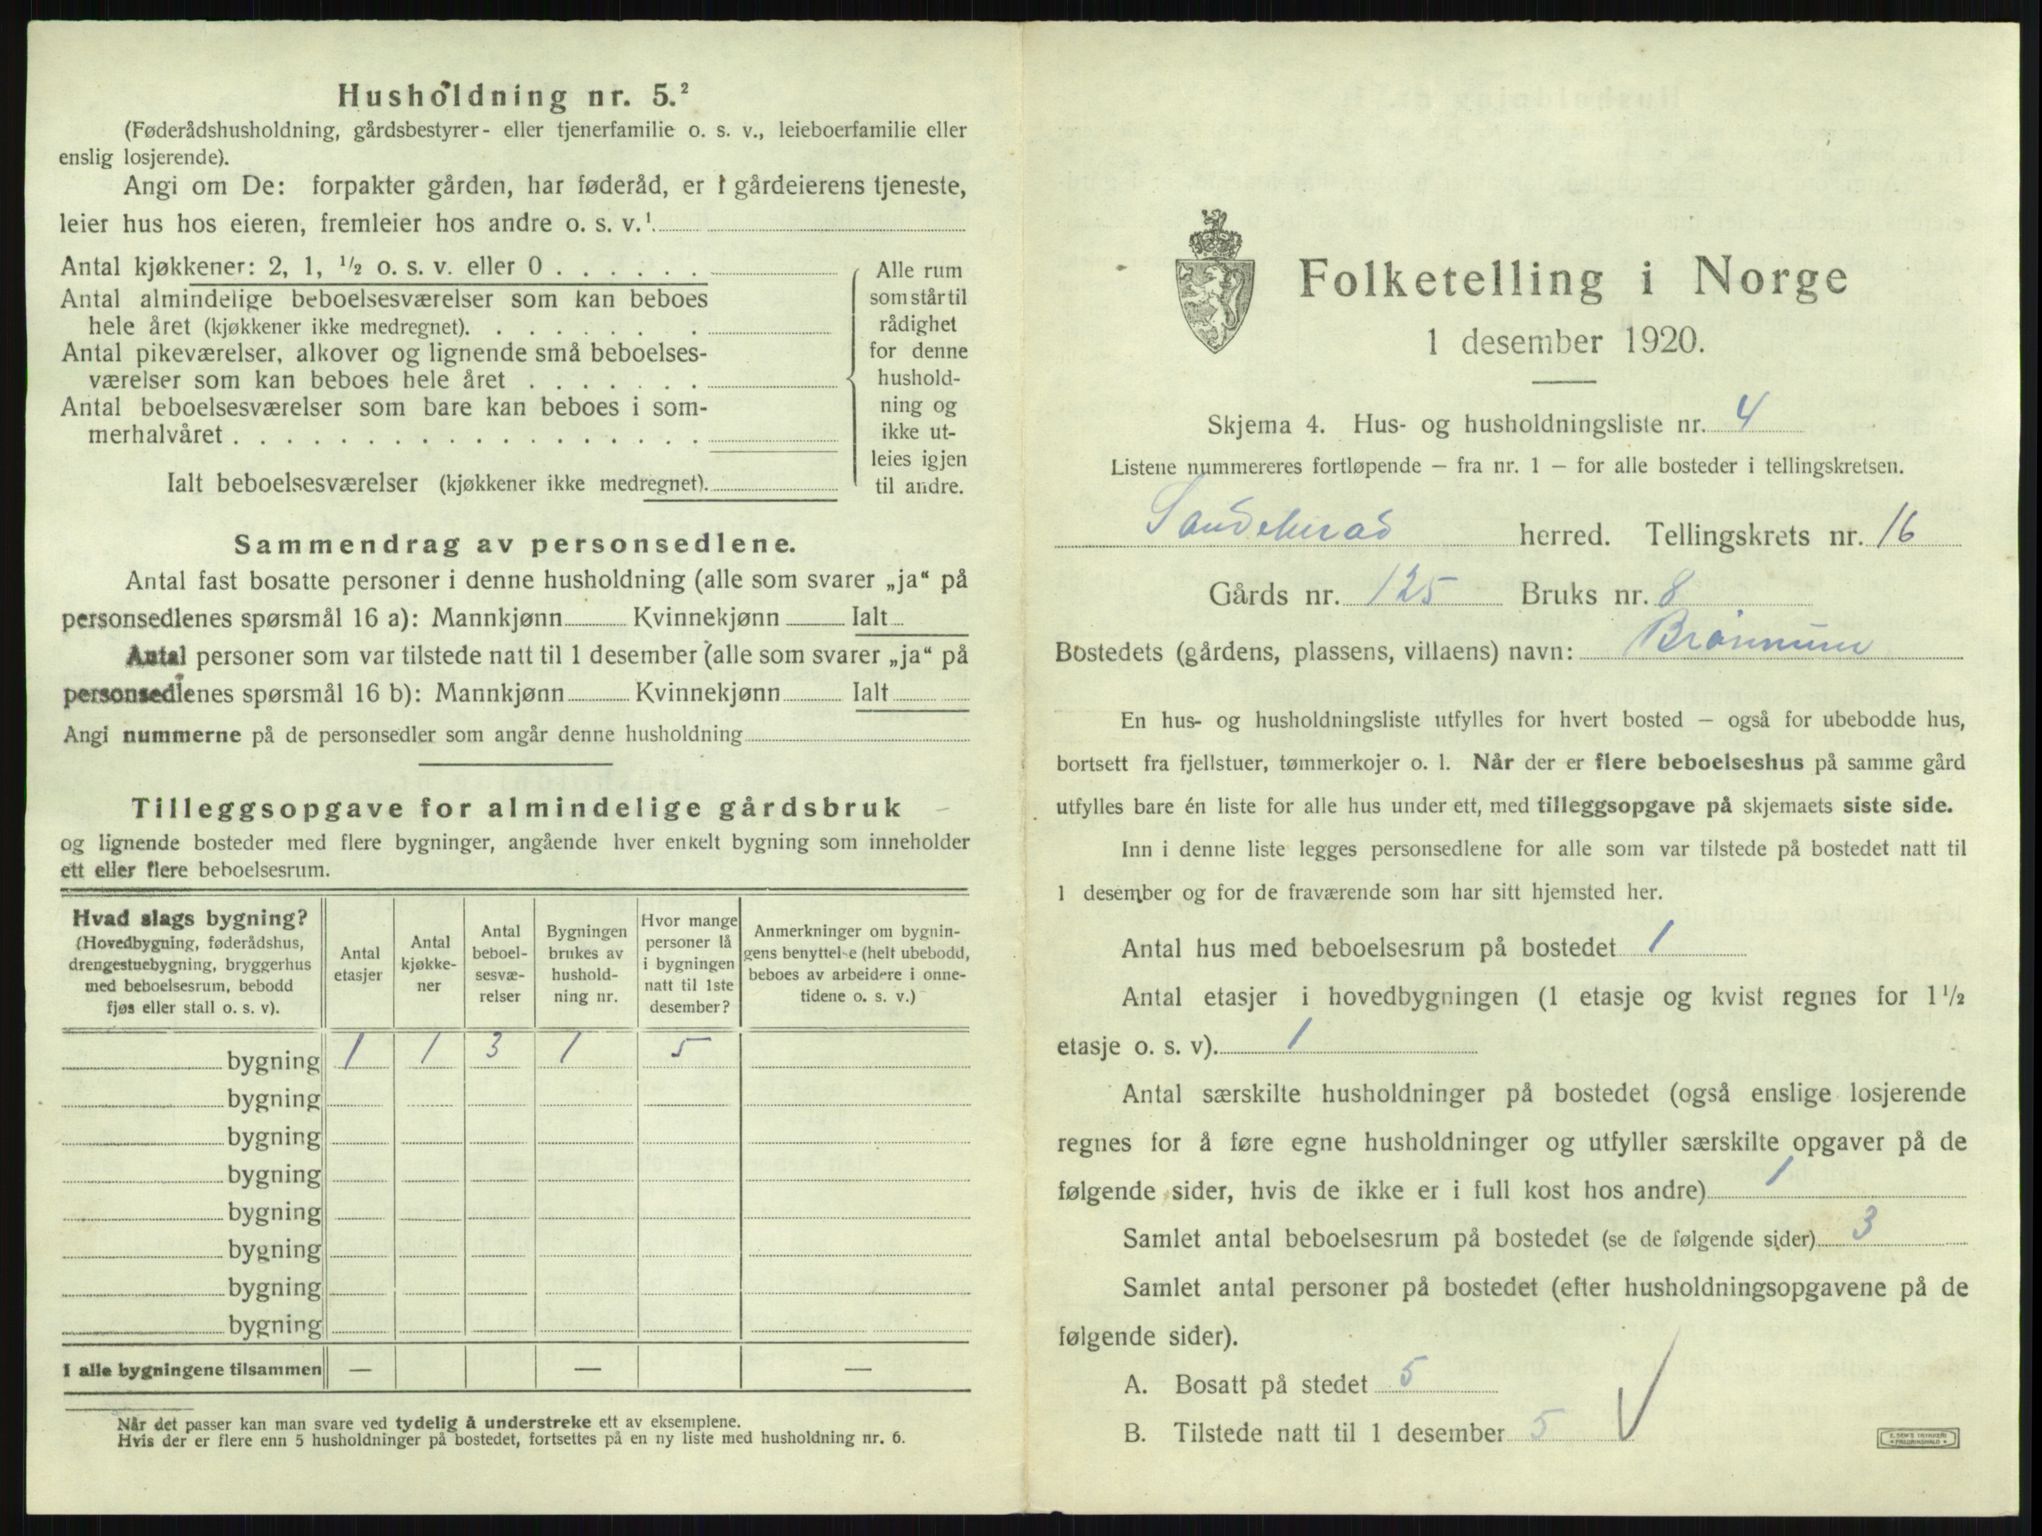 Husholdning nr. 5.²
(Føderådshusholdning, gårdsbestyrer- eller tjenerfamilie o. s. v., leieboerfamilie eller
enslig losjerende).
Angi om De: forpakter gården, har føderåd, er i gårdeierens tjeneste,
leier hus hos eieren, fremleier hos andre o. s. v.¹
Antal kjøkkener: 2, 1, ½ o. s. v. eller 0 . . . . . .
Antal almindelige beboelsesværelser som kan beboes
hele året (kjøkkener ikke medregnet). . . . . . . .
Antal pikeværelser, alkover og lignende små beboelses-
værelser som kan beboes hele året . . . . . . .
Antal beboelsesværelser som bare kan beboes i som-
merhalvåret . . . . . . . . . . . . . . . . . .
Ialt beboelsesværelser (kjøkkener ikke medregnet).
Alle rum
som står til
rådighet
for denne
hushold-
ning og
ikke ut-
leies igjen
til andre.
Sammendrag av personsedlene.
Antal fast bosatte personer i denne husholdning (alle som svarer „ja“ på
personsedlenes spørsmål 16 a): Mannkjønn Kvinnekjønn Ialt
Antal personer som var tilstede natt til 1 desember (alle som svarer „ja“ på
personsedlenes spørsmål 16 b): Mannkjønn Kvinnekjønn Ialt
Angi nummerne på de personsedler som angår denne husholdning
Tilleggsopgave for almindelige gårdsbruk
og lignende bosteder med flere bygninger, angående hver enkelt bygning som inneholder
ett eller flere beboelsesrum.
Hvad slags bygning?
(Hovedbygning, føderådshus,
drengestuebygning, bryggerhus
med beboelsesrum, bebodd
fjøs eller stall o. s. v).
Antal
etasjer
Antal
kjøkke-
ner
Antal
beboel-
sesvæ-
relser
Bygningen
brukes av
hushold-
ning nr.
Hvor mange
personer lå
i bygningen
natt til 1ste
desember?
Anmerkninger om bygnin-
gens benyttelse (helt ubebodd,
beboes av arbeidere i onne-
tidene o. s. v.)
bygning 1 1 3 1 5
bygning
bygning
bygning
bygning
bygning
bygning
bygning
I alle bygningene tilsammen — — —
Når det passer kan man svare ved tydelig å understreke ett av eksemplene.
Hvis der er flere enn 5 husholdninger på bostedet, fortsettes på en ny liste med husholdning nr. 6.
Folketelling i Norge
1 desember 1920.
Skjema 4. Hus- og husholdningsliste nr. 4
Listene nummereres fortløpende – fra nr. 1 – for alle bosteder i tellingskretsen.
Sandeherad herred. Tellingskrets nr. 16
Gårds nr. 125 Bruks nr. 8
Bostedets (gårdens, plassens, villaens) navn: Brønnum
En hus- og husholdningsliste utfylles for hvert bosted – også for ubebodde hus,
bortsett fra fjellstuer, tømmerkojer o. l. Når der er flere beboelseshus på samme gård
utfylles bare én liste for alle hus under ett, med tilleggsopgave på skjemaets siste side.
Inn i denne liste legges personsedlene for alle som var tilstede på bostedet natt til
1 desember og for de fraværende som har sitt hjemsted her.
Antal hus med beboelsesrum på bostedet 1
Antal etasjer i hovedbygningen (1 etasje og kvist regnes for 1½
etasje o. s. v). 1
Antal særskilte husholdninger på bostedet (også enslige losjerende
regnes for å føre egne husholdninger og utfyller særskilte opgaver på de
følgende sider, hvis de ikke er i full kost hos andre) 1
Samlet antal beboelsesrum på bostedet (se de følgende sider) 3
Samlet antal personer på bostedet (efter husholdningsopgavene på de
følgende sider).
A. Bosatt på stedet 5
B. Tilstede natt til 1 desember 5